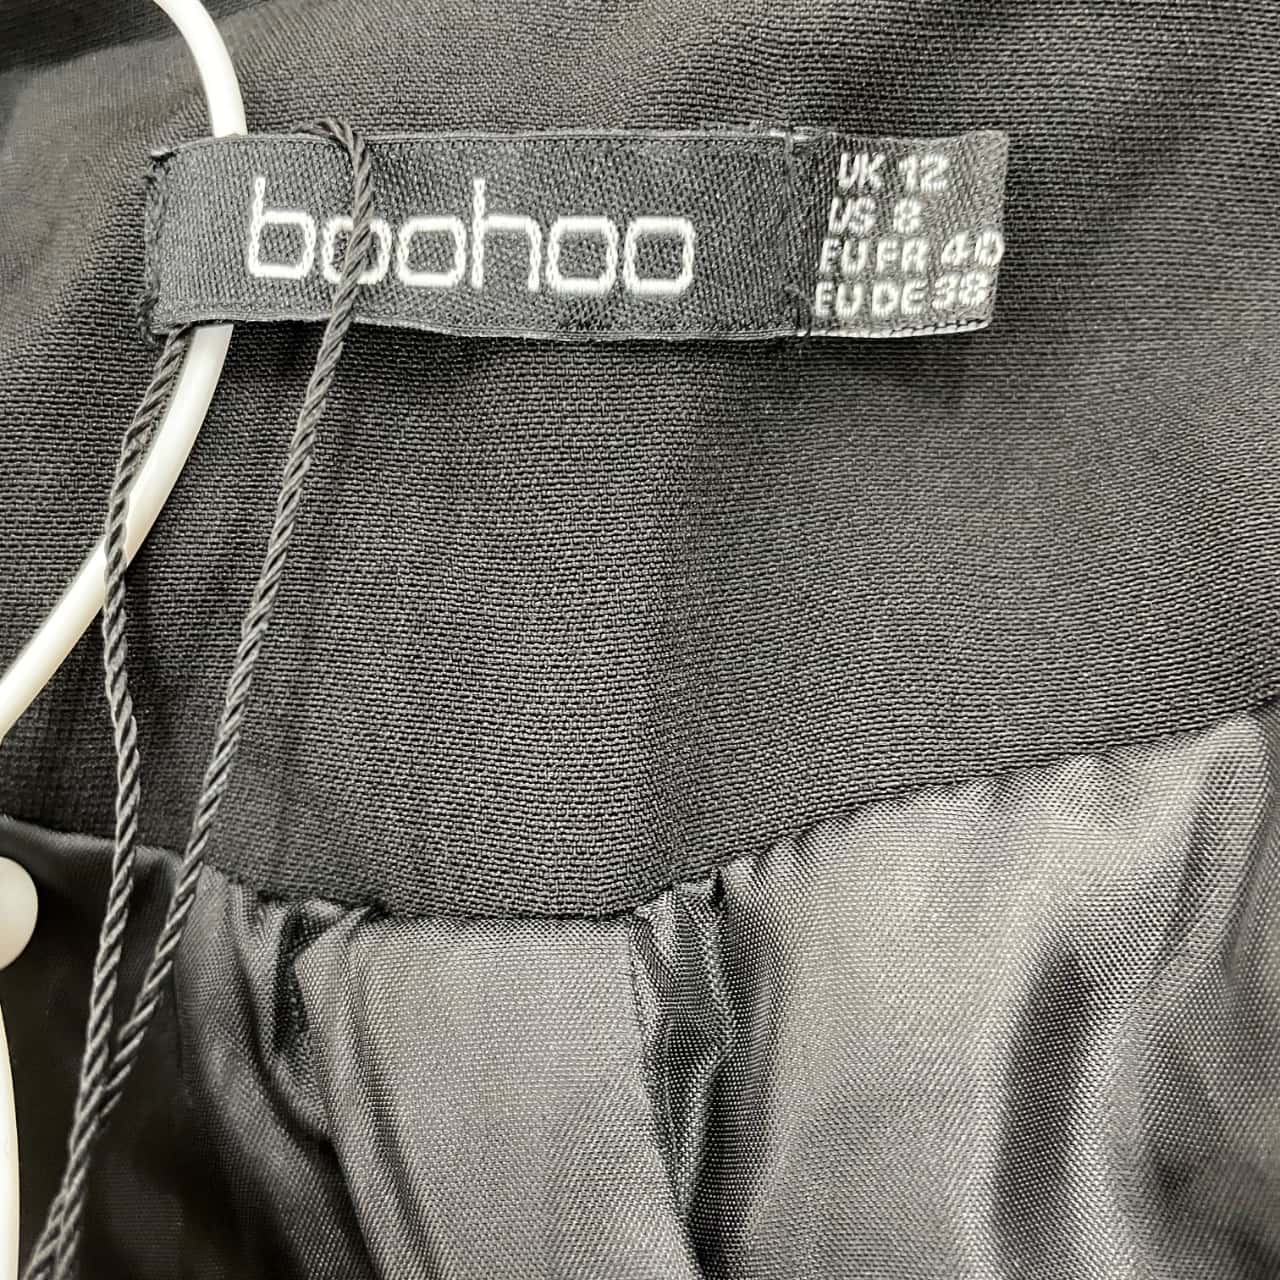 boohoo
UK 12
US 8
EU FR 40
EU DE 38